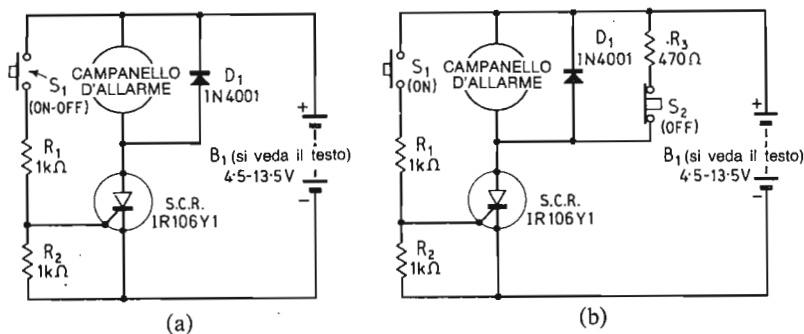 S1
(ON-OFF)
CAMPANELLO
D'ALLARME
D1
1N4001
R1
1kΩ
+
B1 (si veda il testo)
4.5-13.5V
−
S.C.R.
IR106Y1
R2
1kΩ
(a)
S1
(ON)
CAMPANELLO
D'ALLARME
D1
1N4001
R3
470Ω
S2
(OFF)
R1
1kΩ
+
B1 (si veda il testo)
4.5-13.5V
−
S.C.R.
IR106Y1
R2
1kΩ
(b)